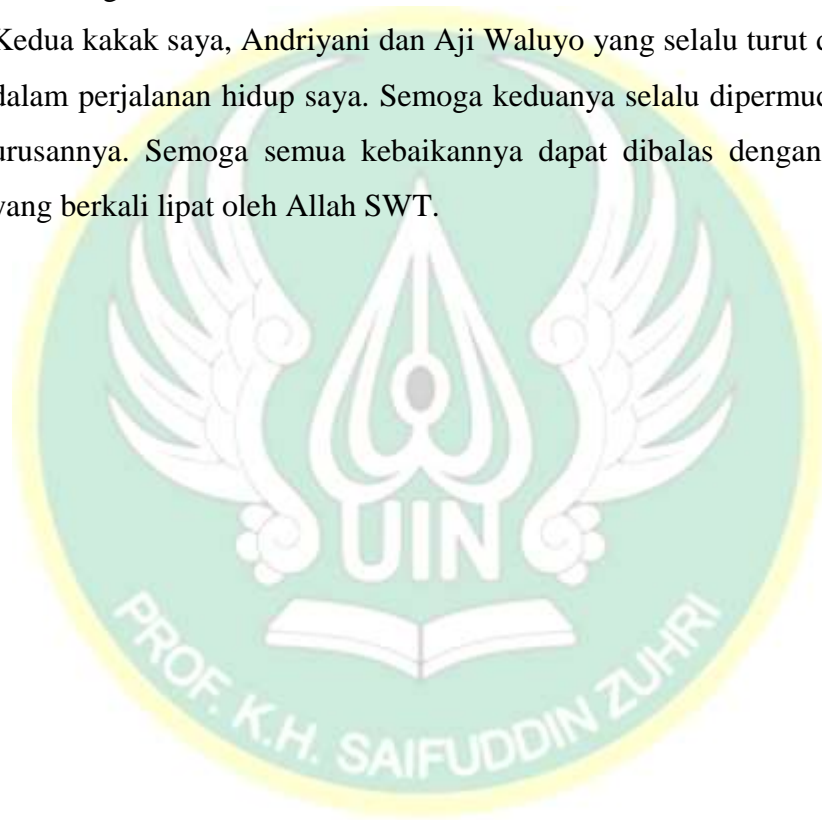 Kedua kakak saya, Andriyani dan Aji Waluyo yang selalu turut
dalam perjalanan hidup saya. Semoga keduanya selalu
urusannya. Semoga semua kebaikannya dapat dibalas dengan
yang berkali lipat oleh Allah SWT.
UIN
PROF. K.H. SAIFUDDIN ZUHRI